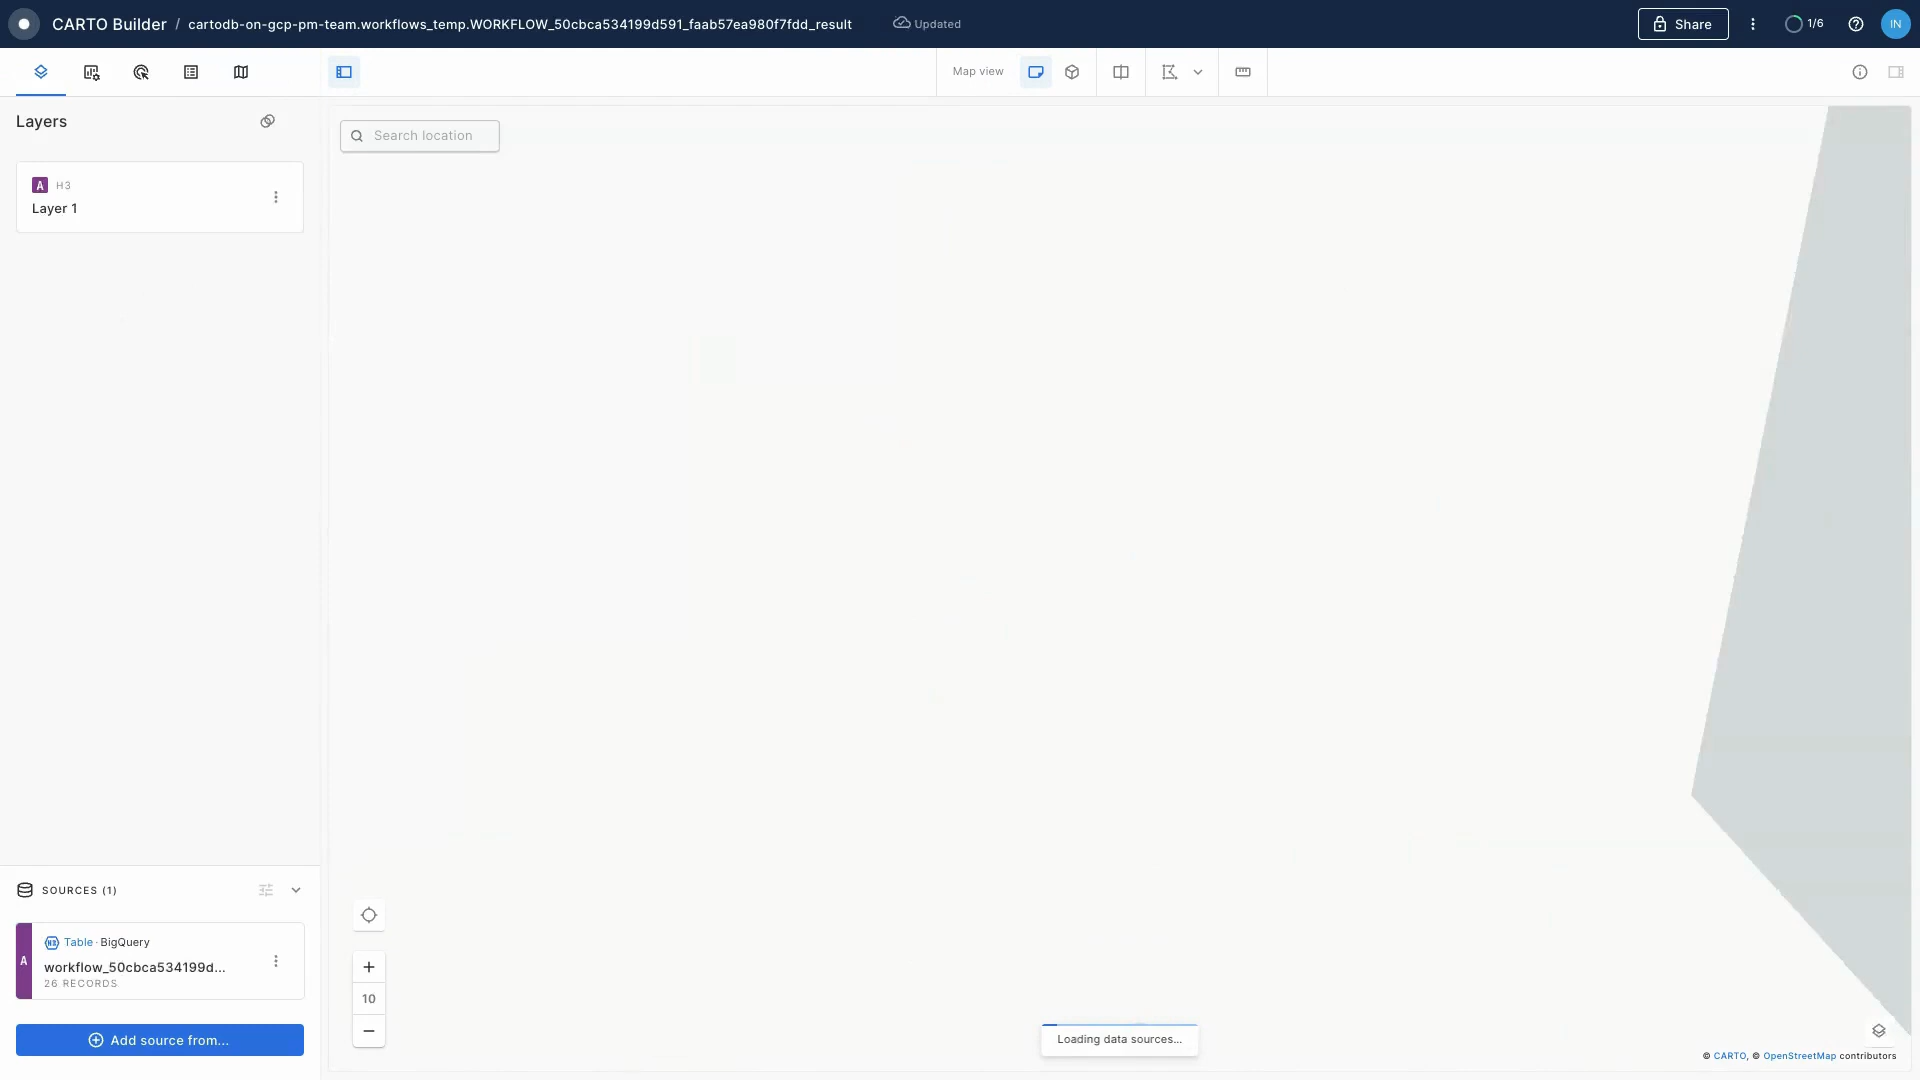 CARTO Builder / cartodb-on-gcp-pm-team.workflows_temp.WORKFLOW_50cbca534199d591_faab57ea980f7fdd_result
Updated
Share
1/6
IN
Map view
Layers
Search location
A H3
Layer 1
SOURCES (1)
A
Table · BigQuery
workflow_50cbca534199d...
26 RECORDS
Add source from...
10
Loading data sources...
© CARTO, © OpenStreetMap contributors